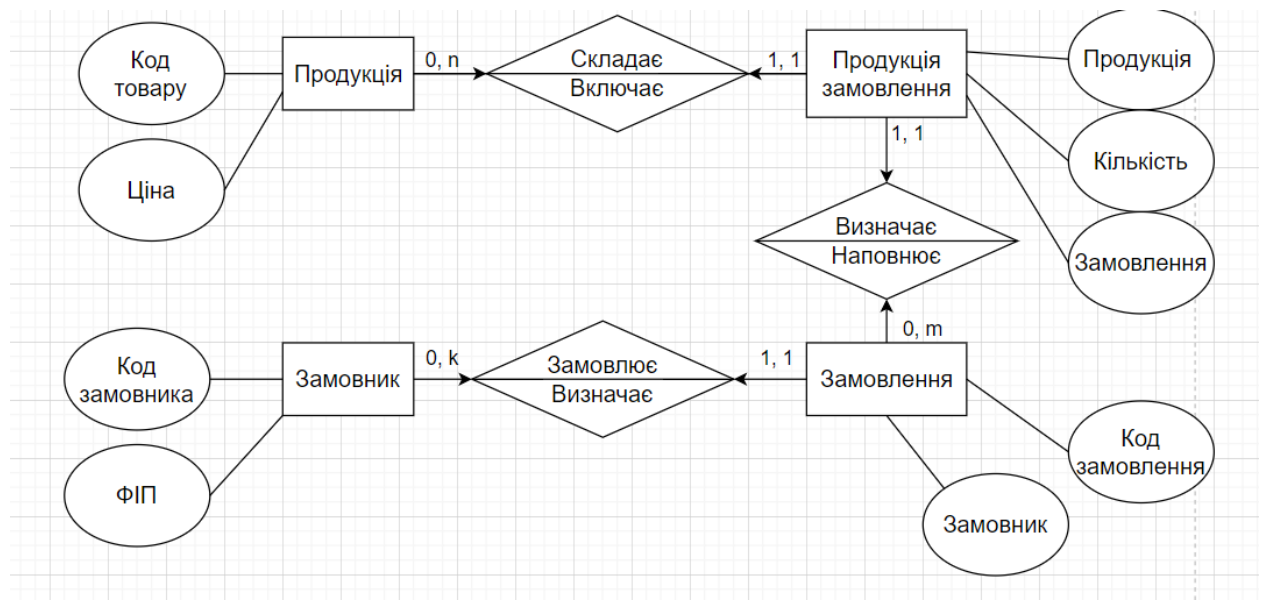 Код
товару
Продукція
0, n
Складає
Включає
1, 1
Продукція
замовлення
Продукція
Ціна
1, 1
Кількість
Визначає
Наповнює
Замовлення
0, m
Код
замовника
Замовник
0, k
Замовлює
Визначає
1, 1
Замовлення
ФІП
Код
замовлення
Замовник